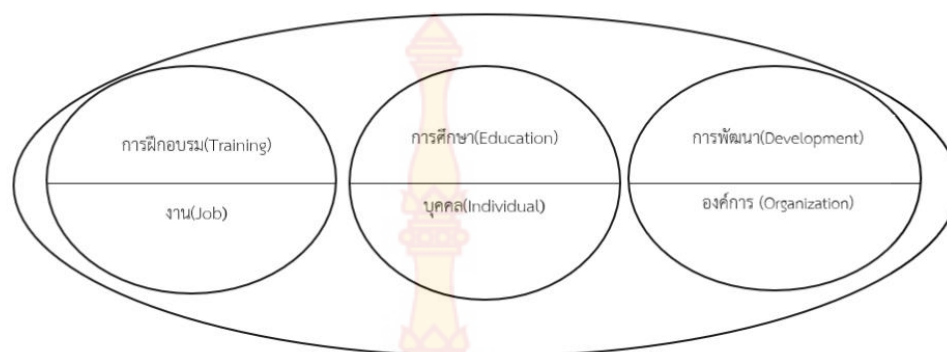 การฝึกอบรม(Training)
งาน(Job)
การศึกษา(Education)
บุคคล(Individual)
การพัฒนา(Development)
องค์การ (Organization)